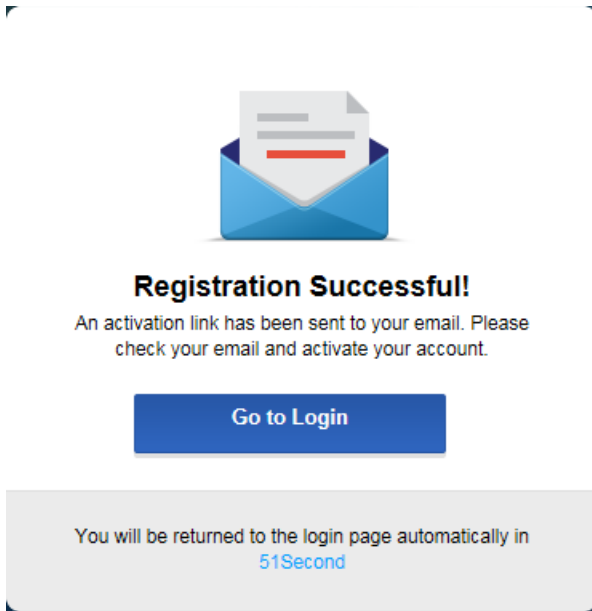 Registration Successful!
An activation link has been sent to your email. Please
check your email and activate your account.
Go to Login
You will be returned to the login page automatically in
51Second